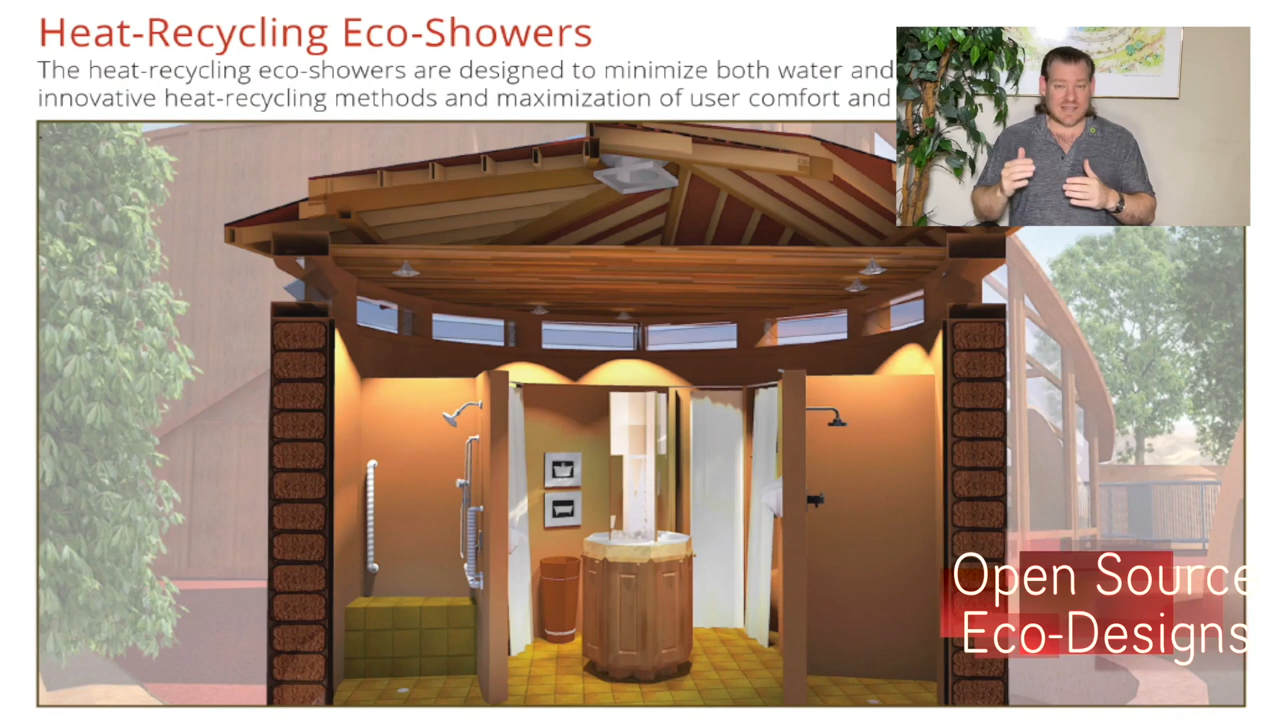 Heat-Recycling Eco-Showers
The heat-recycling eco-showers are designed to minimize both water and
innovative heat-recycling methods and maximization of user comfort and
Open Source
Eco-Designs